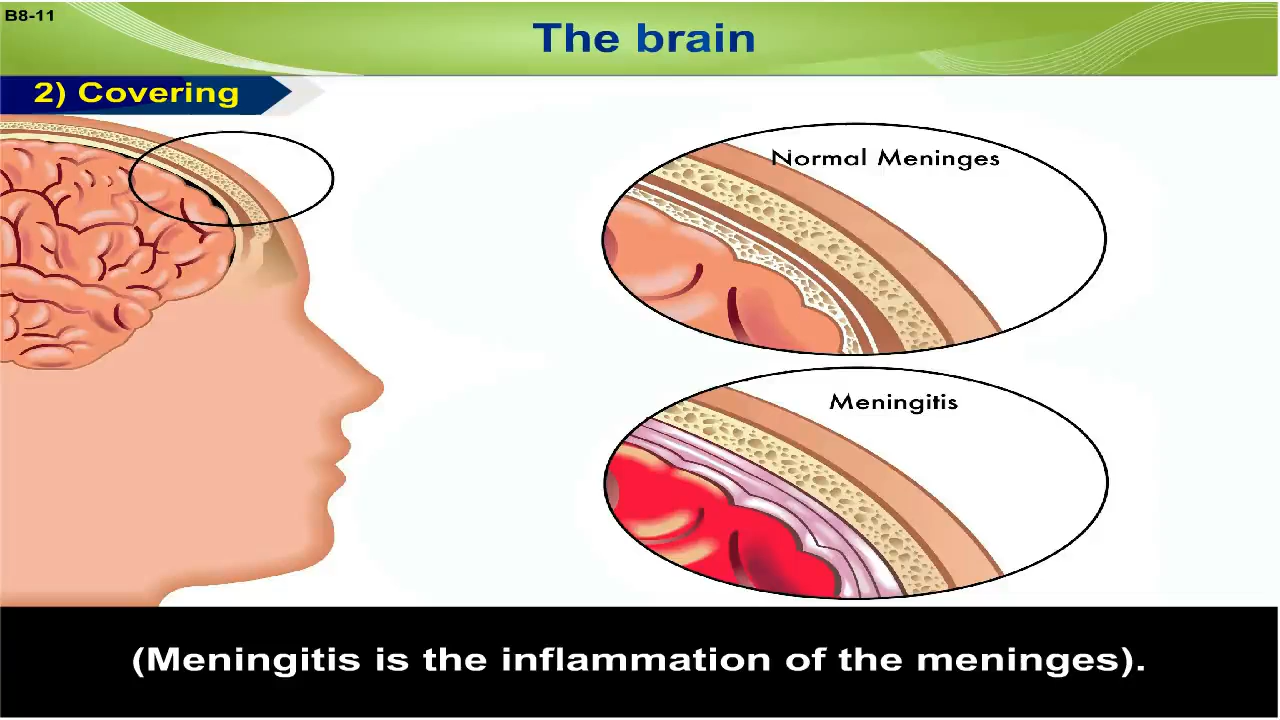 B8-11
The brain
2) Covering
Normal Meninges
Meningitis
(Meningitis is the inflammation of the meninges).